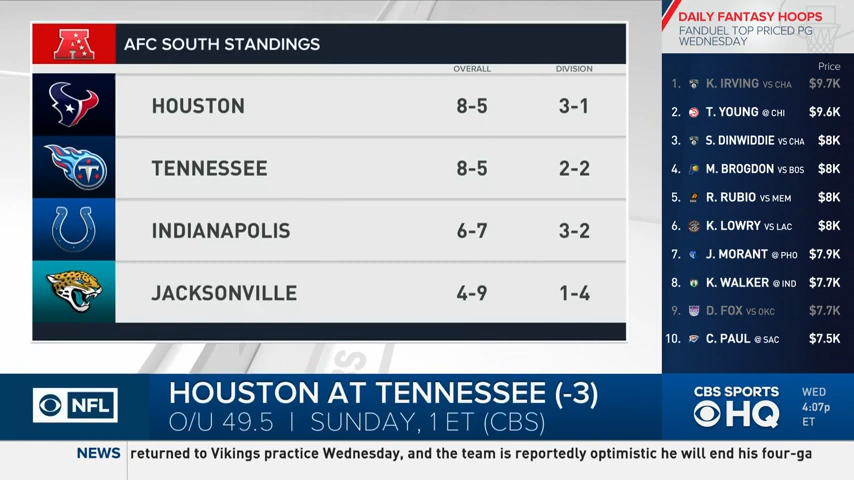 AFC SOUTH STANDINGS
OVERALL DIVISION
HOUSTON 8-5 3-1
TENNESSEE 8-5 2-2
INDIANAPOLIS 6-7 3-2
JACKSONVILLE 4-9 1-4
DAILY FANTASY HOOPS
FANDUEL TOP PRICED PG
WEDNESDAY
Price
1. K. IRVING VS CHA $9.7K
2. T. YOUNG @ CHI $9.6K
3. S. DINWIDDIE VS CHA $8K
4. M. BROGDON VS BOS $8K
5. R. RUBIO VS MEM $8K
6. K. LOWRY VS LAC $8K
7. J. MORANT @ PHO $7.9K
8. K. WALKER @ IND $7.7K
9. D. FOX VS OKC $7.7K
10. C. PAUL @ SAC $7.5K
NFL
HOUSTON AT TENNESSEE (-3)
O/U 49.5 | SUNDAY, 1 ET (CBS)
CBS SPORTS
HQ
WED
4:07p
ET
NEWS returned to Vikings practice Wednesday, and the team is reportedly optimistic he will end his four-ga